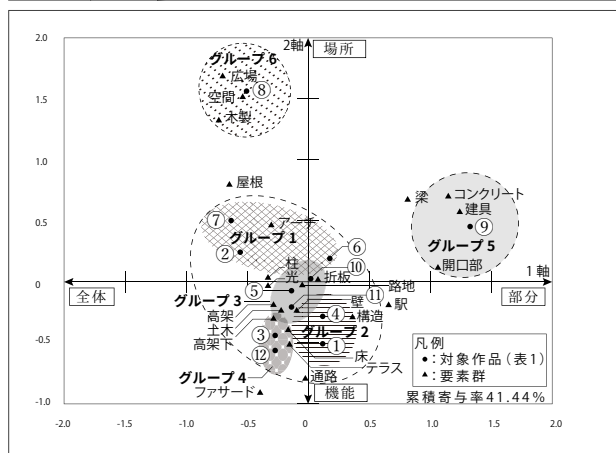 2.0
2軸
場所
グループ 6
広場
⑧
空間
1.5
木製
1.0
屋根
梁
コンクリート
建具
0.5
⑦
アーチ
⑨
グループ 1
②
⑥
グループ 5
柱
⑩
開口部
光
折板
0
1 軸
全体
⑤
⑪
路地
部分
グループ 3
壁
駅
高架
④
構造
凡例
土木
③
グループ 2
●：対象作品(表1)
-0.5
高架下
①
▲：要素群
⑫
床
テラス
グループ 4
通路
ファサード
機能
累積寄与率41.44%
-1.0
-2.0 -1.5 -1.0 -0.5 0.0 0.5 1.0 1.5 2.0